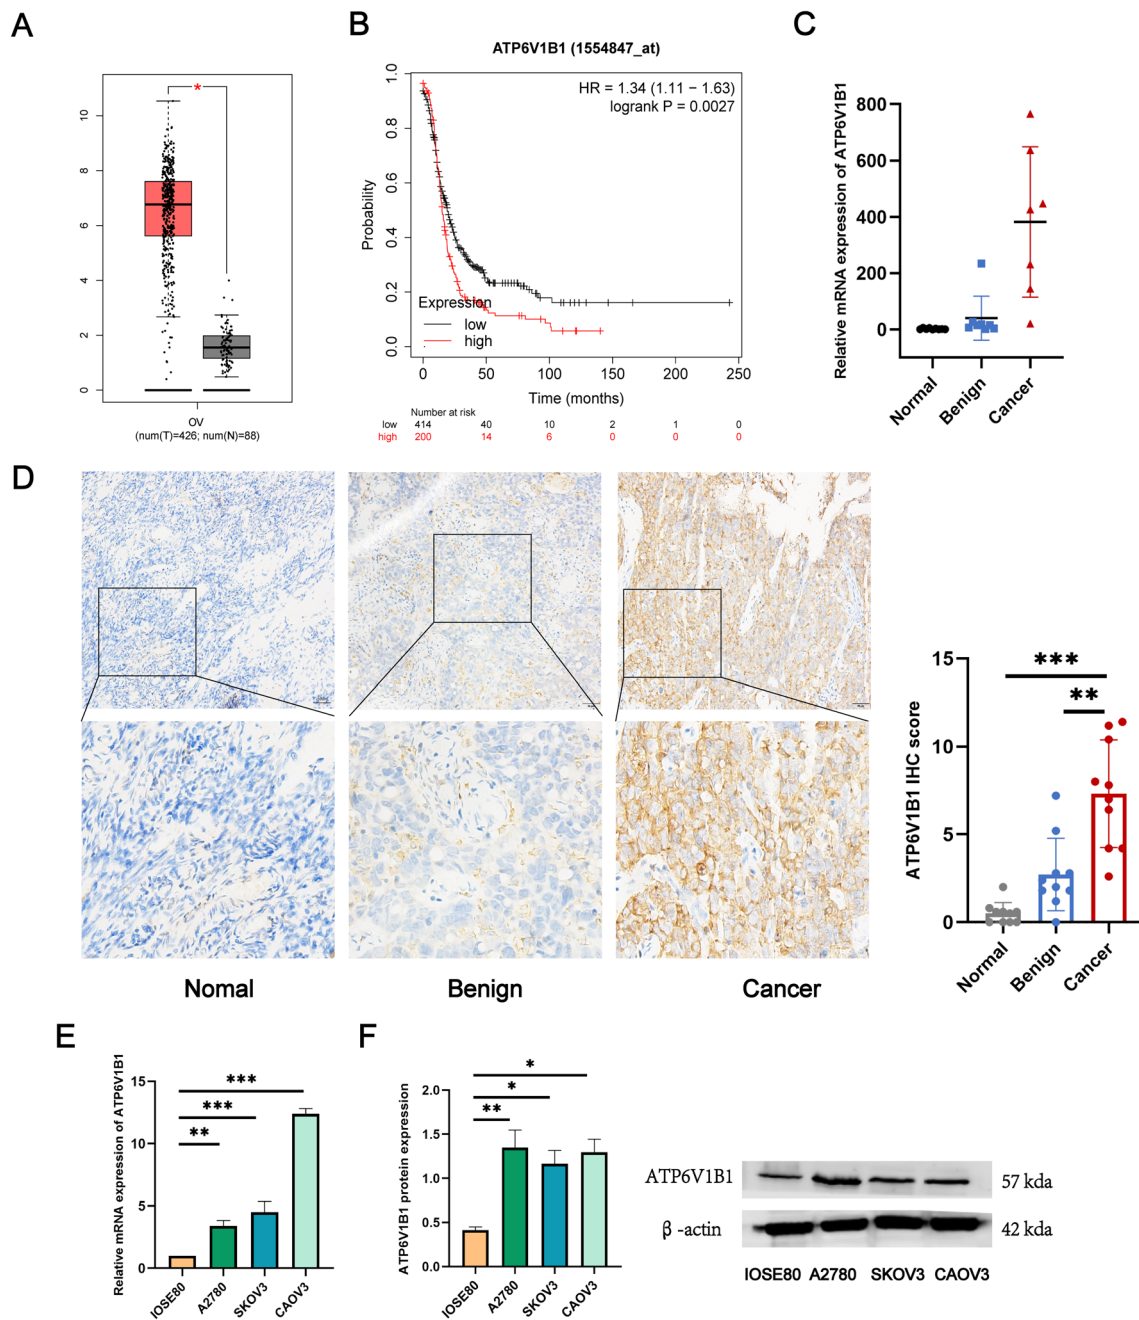 A
*
10
8
6
4
2
0
OV
(num(T)=426; num(N)=88)
B
ATP6V1B1 (1554847_at)
HR = 1.34 (1.11 − 1.63)
logrank P = 0.0027
Probability
1.0
0.8
0.6
0.4
0.2
0.0
Expression
low
high
0 50 100 150 200 250
Time (months)
Number at risk
low 414 40 10 2 1 0
high 200 14 6 0 0 0
C
Relative mRNA expression of ATP6V1B1
800
600
400
200
0
Normal
Benign
Cancer
D
Nomal
Benign
Cancer
ATP6V1B1 IHC score
15
10
5
0
***
**
Normal
Benign
Cancer
E
Relative mRNA expression of ATP6V1B1
15
10
5
0
***
***
**
IOSE80
A2780
SKOV3
CAOV3
F
ATP6V1B1 protein expression
2.0
1.5
1.0
0.5
0.0
*
*
**
IOSE80
A2780
SKOV3
CAOV3
ATP6V1B1 57 kda
β -actin 42 kda
IOSE80 A2780 SKOV3 CAOV3